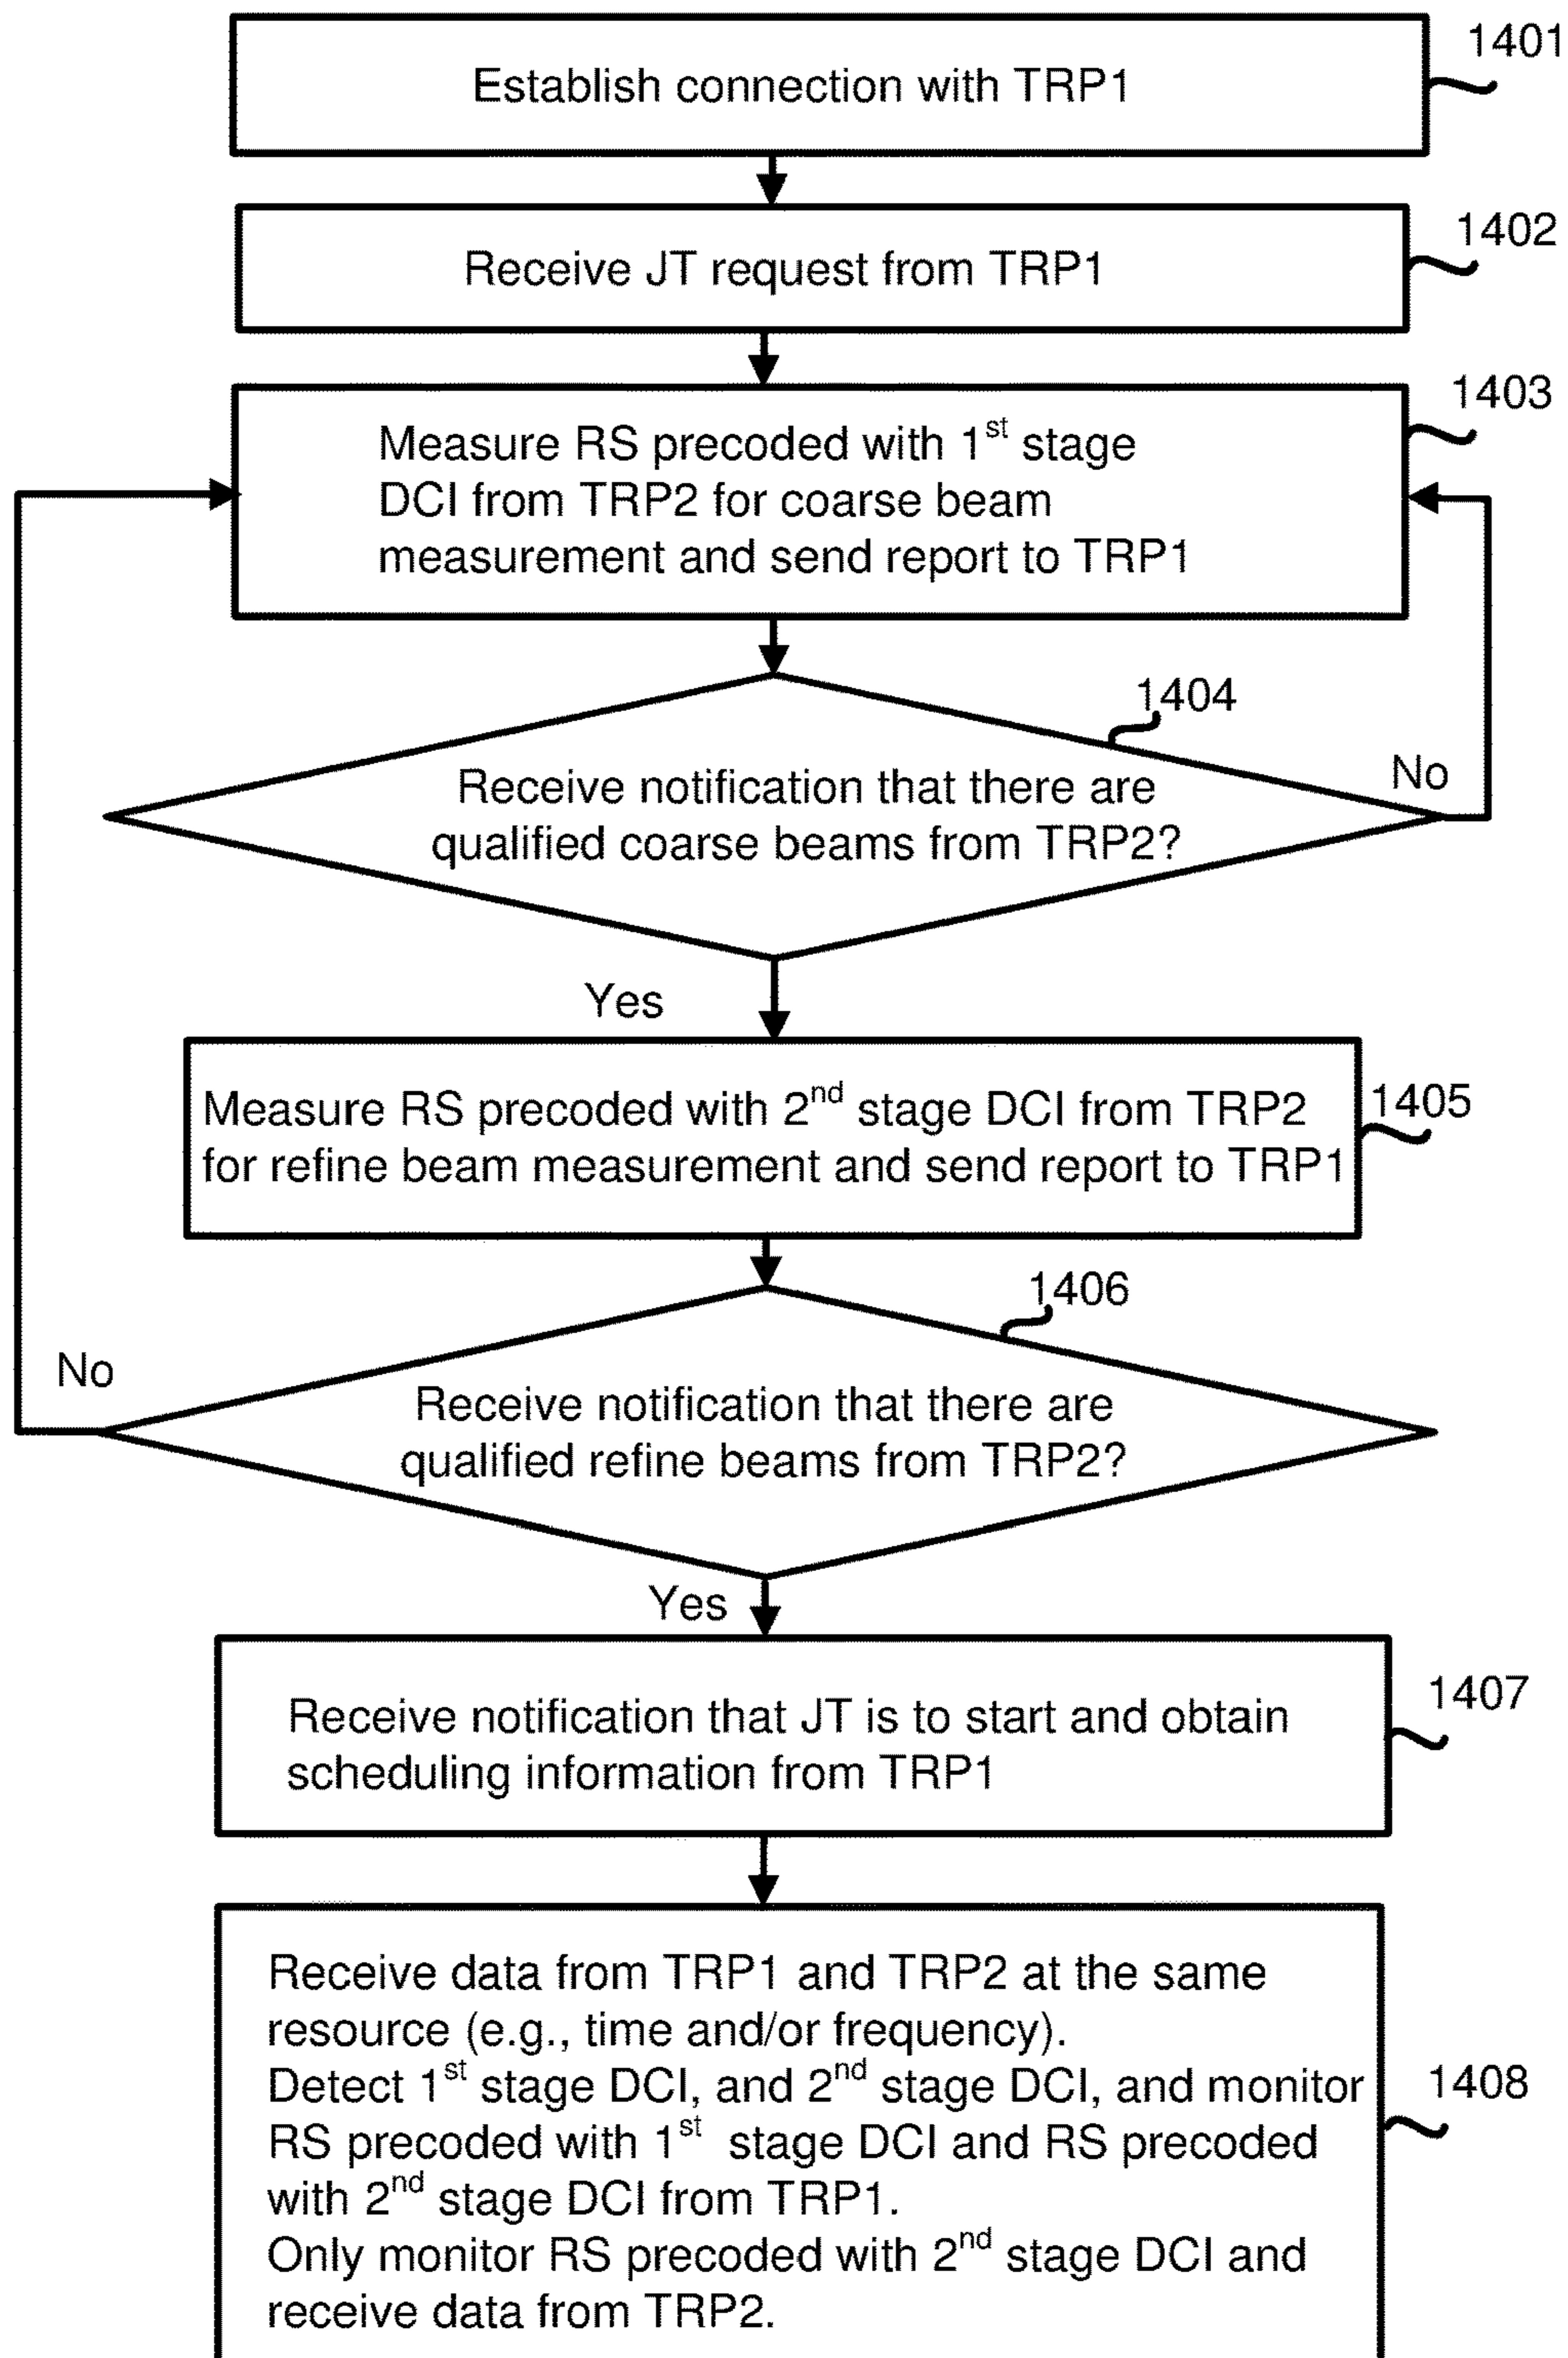 1401
Establish connection with TRP1
1402
Receive JT request from TRP1
1403
Measure RS precoded with 1st stage
DCI from TRP2 for coarse beam
measurement and send report to TRP1
1404
Receive notification that there are
qualified coarse beams from TRP2?
No
Yes
Measure RS precoded with 2nd stage DCI from TRP2
for refine beam measurement and send report to TRP1
1405
1406
No
Receive notification that there are
qualified refine beams from TRP2?
Yes
Receive notification that JT is to start and obtain
scheduling information from TRP1
1407
Receive data from TRP1 and TRP2 at the same
resource (e.g., time and/or frequency).
Detect 1st stage DCI, and 2nd stage DCI, and monitor
RS precoded with 1st stage DCI and RS precoded
with 2nd stage DCI from TRP1.
Only monitor RS precoded with 2nd stage DCI and
receive data from TRP2.
1408